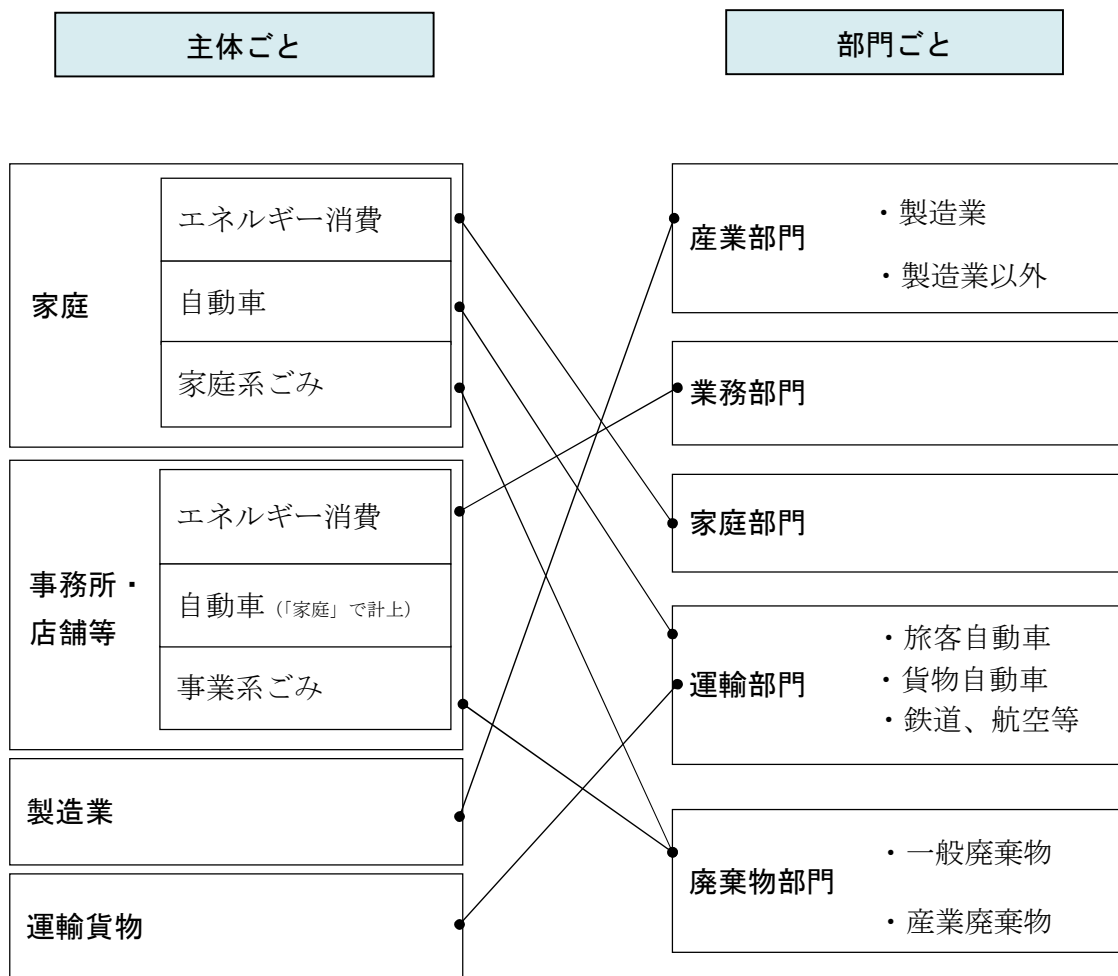 主体ごと
部門ごと
家庭
エネルギー消費
自動車
家庭系ごみ
事務所・
店舗等
エネルギー消費
自動車（「家庭」で計上）
事業系ごみ
製造業
運輸貨物
産業部門
・製造業
・製造業以外
業務部門
家庭部門
運輸部門
・旅客自動車
・貨物自動車
・鉄道、航空等
廃棄物部門
・一般廃棄物
・産業廃棄物